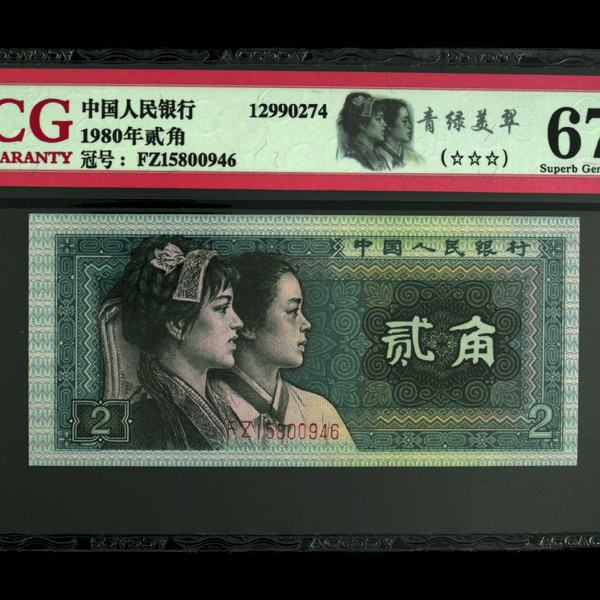 CG
ARANTY
中国人民银行
1980年贰角
冠号：FZ15800946
12990274
青绿美翠
(☆☆☆)
67
Superb Gem
中国人民银行
贰角
2
2
FZ15800946